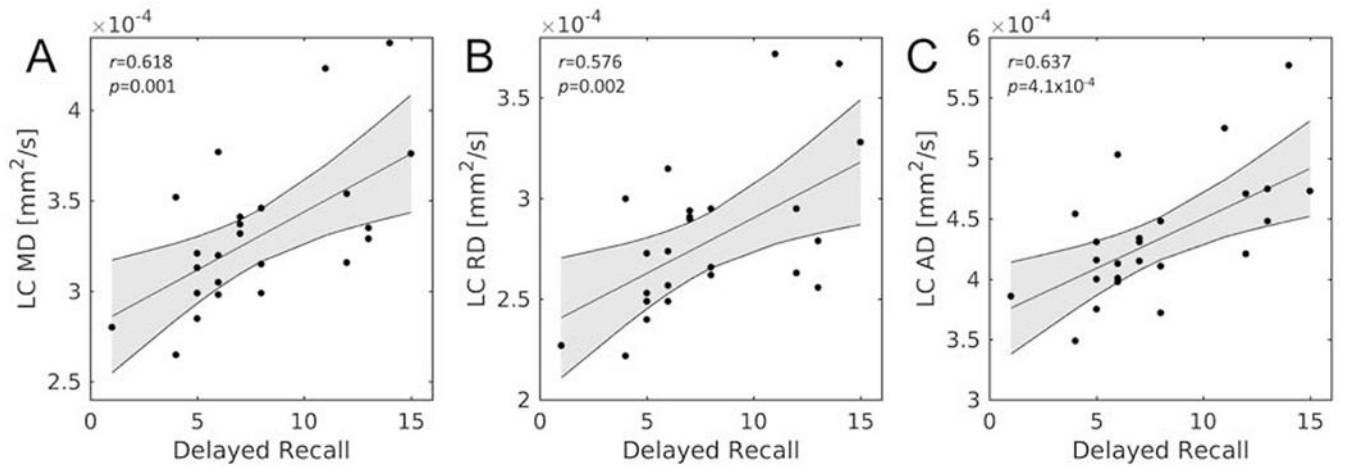 A
×10⁻⁴
r=0.618
p=0.001
4
3.5
3
2.5
LC MD [mm²/s]
0 5 10 15
Delayed Recall
B
×10⁻⁴
r=0.576
p=0.002
3.5
3
2.5
2
LC RD [mm²/s]
0 5 10 15
Delayed Recall
C
×10⁻⁴
r=0.637
p=4.1x10⁻⁴
6
5.5
5
4.5
4
3.5
3
LC AD [mm²/s]
0 5 10 15
Delayed Recall